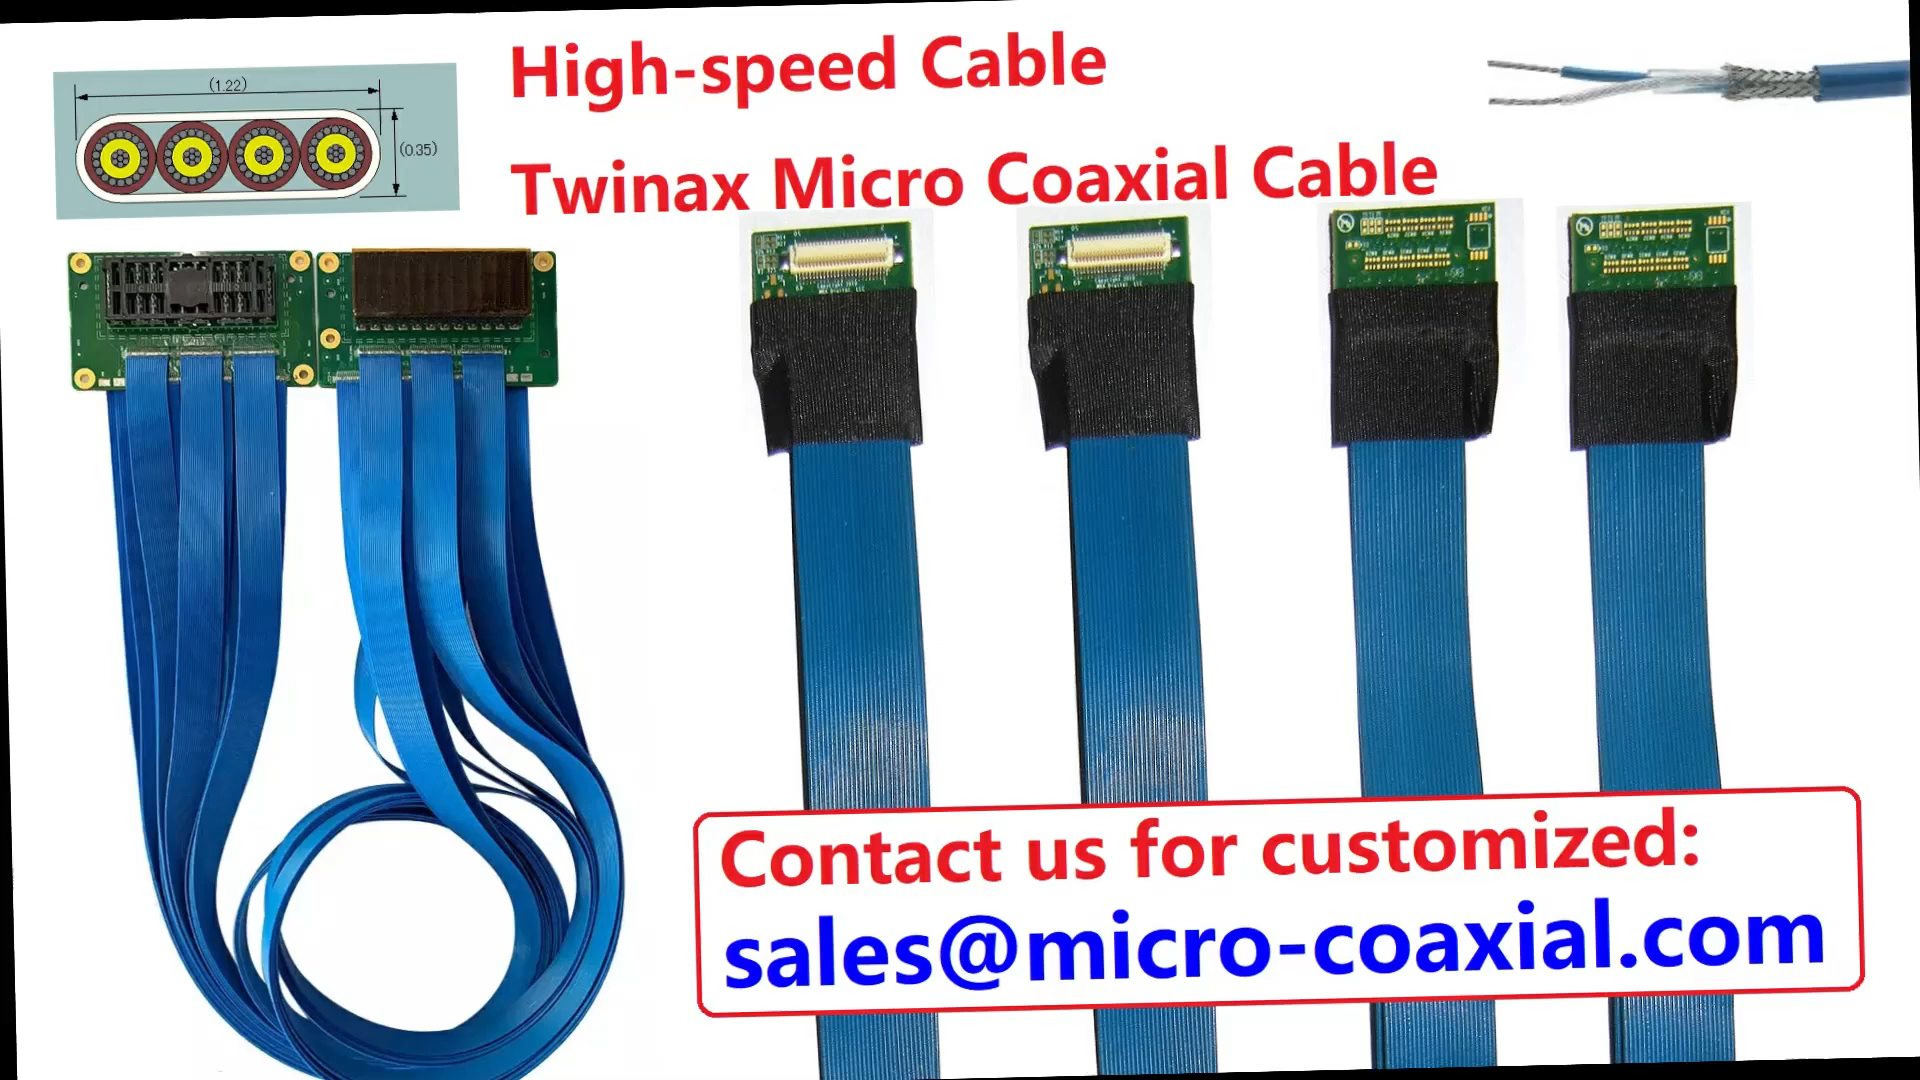 High-speed Cable
(1.22)
(0.35)
Twinax Micro Coaxial Cable
Contact us for customized:
sales@micro-coaxial.com